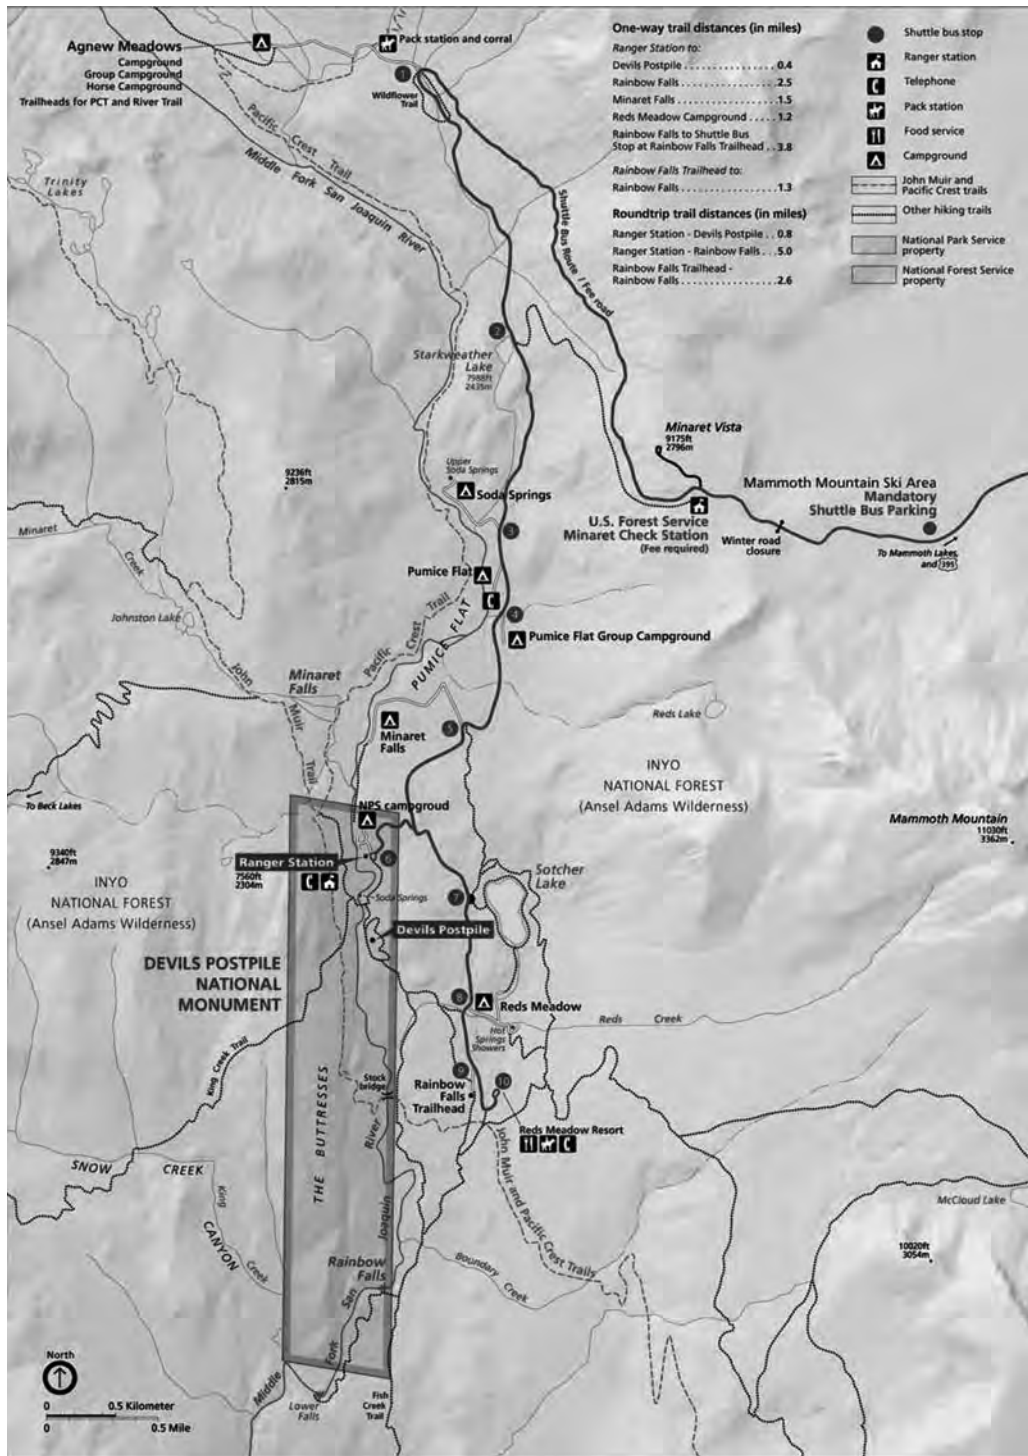 Agnew Meadows
Campground
Group Campground
Horse Campground
Trailheads for PCT and River Trail
Pack station and corral
1
Wildflower
Trail
One-way trail distances (in miles)
Ranger Station to:
Devils Postpile . . . . . . . . . . . . . . . . 0.4
Rainbow Falls . . . . . . . . . . . . . . . . 2.5
Minaret Falls . . . . . . . . . . . . . . . . 1.5
Reds Meadow Campground . . . . . 1.2
Rainbow Falls to Shuttle Bus
Stop at Rainbow Falls Trailhead . . 3.8
Rainbow Falls Trailhead to:
Rainbow Falls . . . . . . . . . . . . . . . . 1.3
Roundtrip trail distances (in miles)
Ranger Station - Devils Postpile . . 0.8
Ranger Station - Rainbow Falls . . . 5.0
Rainbow Falls Trailhead -
Rainbow Falls . . . . . . . . . . . . . . . . 2.6
Shuttle bus stop
Ranger station
Telephone
Pack station
Food service
Campground
John Muir and
Pacific Crest trails
Other hiking trails
National Park Service
property
National Forest Service
property
Pacific Crest Trail
Middle Fork San Joaquin River
Trinity
Lakes
Shuttle Bus Route / Fee road
2
Starkweather
Lake
7988ft
2435m
Minaret Vista
9175ft
2796m
Upper
Soda Springs
Soda Springs
9236ft
2815m
Mammoth Mountain Ski Area
Mandatory
Shuttle Bus Parking
U.S. Forest Service
Minaret Check Station
(Fee required)
Winter road
closure
To Mammoth Lakes,
and 395
3
Minaret
Creek
Pumice Flat
4
Pumice Flat Group Campground
Johnston Lake
Pacific Crest Trail
PUMICE FLAT
John Muir Trail
Minaret
Falls
Reds Lake
5
Minaret
Falls
INYO
NATIONAL FOREST
(Ansel Adams Wilderness)
To Beck Lakes
NPS campgroud
Mammoth Mountain
11030ft
3362m
9340ft
2847m
Ranger Station
7560ft
2304m
6
INYO
NATIONAL FOREST
(Ansel Adams Wilderness)
Soda Springs
7
Sotcher
Lake
Devils Postpile
DEVILS POSTPILE
NATIONAL
MONUMENT
8
Reds Meadow
Reds Creek
Hot
Springs
Showers
King Creek Trail
Stock
bridge
9
10
Rainbow
Falls
Trailhead
Reds Meadow Resort
THE BUTTRESSES
SNOW CREEK
CANYON
King
Creek
John Muir and Pacific Crest Trails
McCloud Lake
10020ft
3054m
Boundary Creek
Rainbow
Falls
Middle Fork San Joaquin River
North
0 0.5 Kilometer
0 0.5 Mile
Lower
Falls
Fish
Creek
Trail